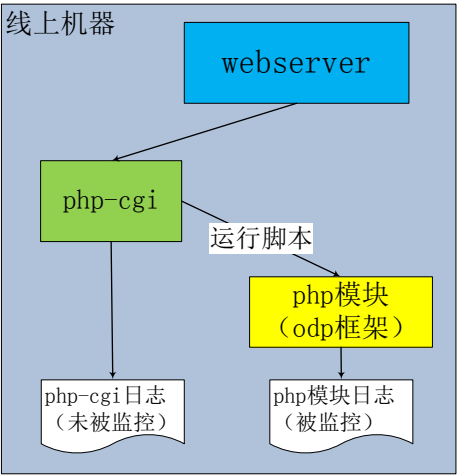 线上机器
webserver
php-cgi
运行脚本
php模块
（odp框架）
php-cgi日志
（未被监控）
php模块日志
（被监控）